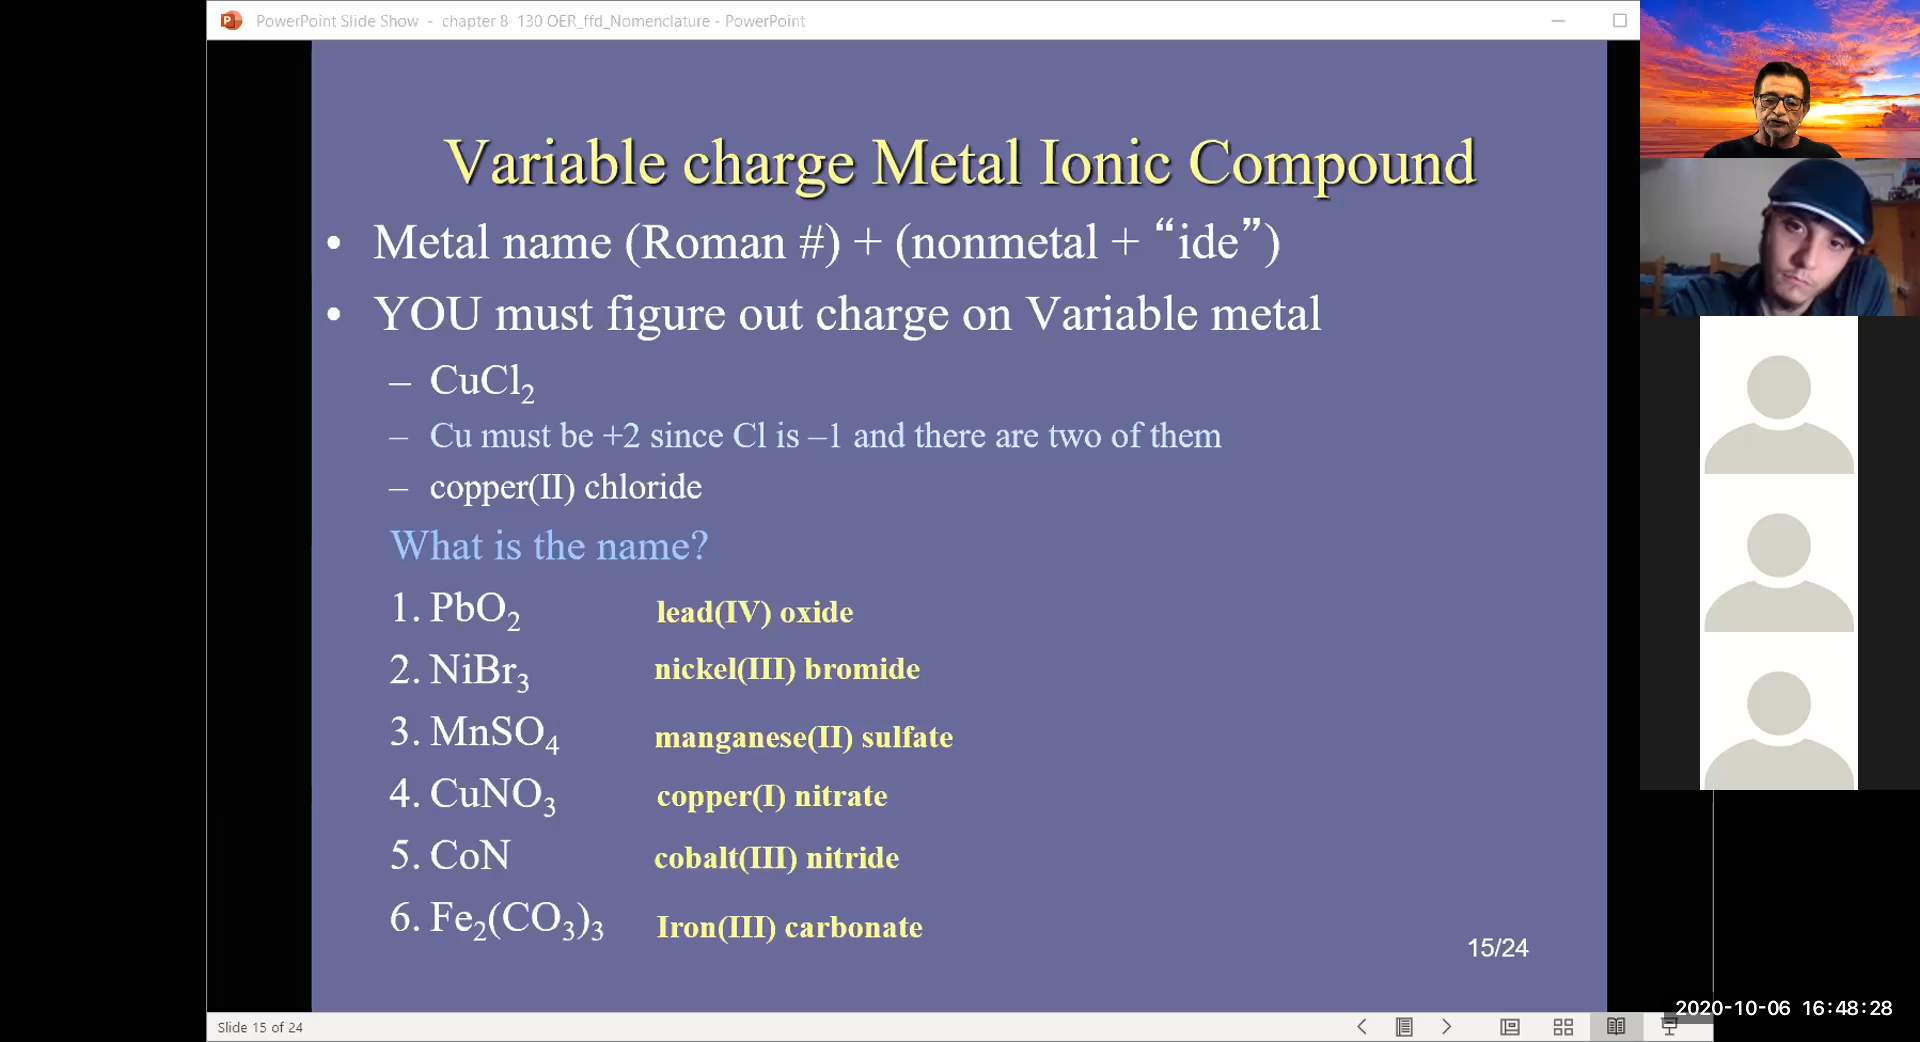 PowerPoint Slide Show - chapter 8 130 OER_ffd_Nomenclature - PowerPoint
Variable charge Metal Ionic Compound
• Metal name (Roman #) + (nonmetal + “ide”)
• YOU must figure out charge on Variable metal
– CuCl₂
– Cu must be +2 since Cl is –1 and there are two of them
– copper(II) chloride
What is the name?
1. PbO₂ lead(IV) oxide
2. NiBr₃ nickel(III) bromide
3. MnSO₄ manganese(II) sulfate
4. CuNO₃ copper(I) nitrate
5. CoN cobalt(III) nitride
6. Fe₂(CO₃)₃ Iron(III) carbonate
15/24
2020-10-06 16:48:28
Slide 15 of 24